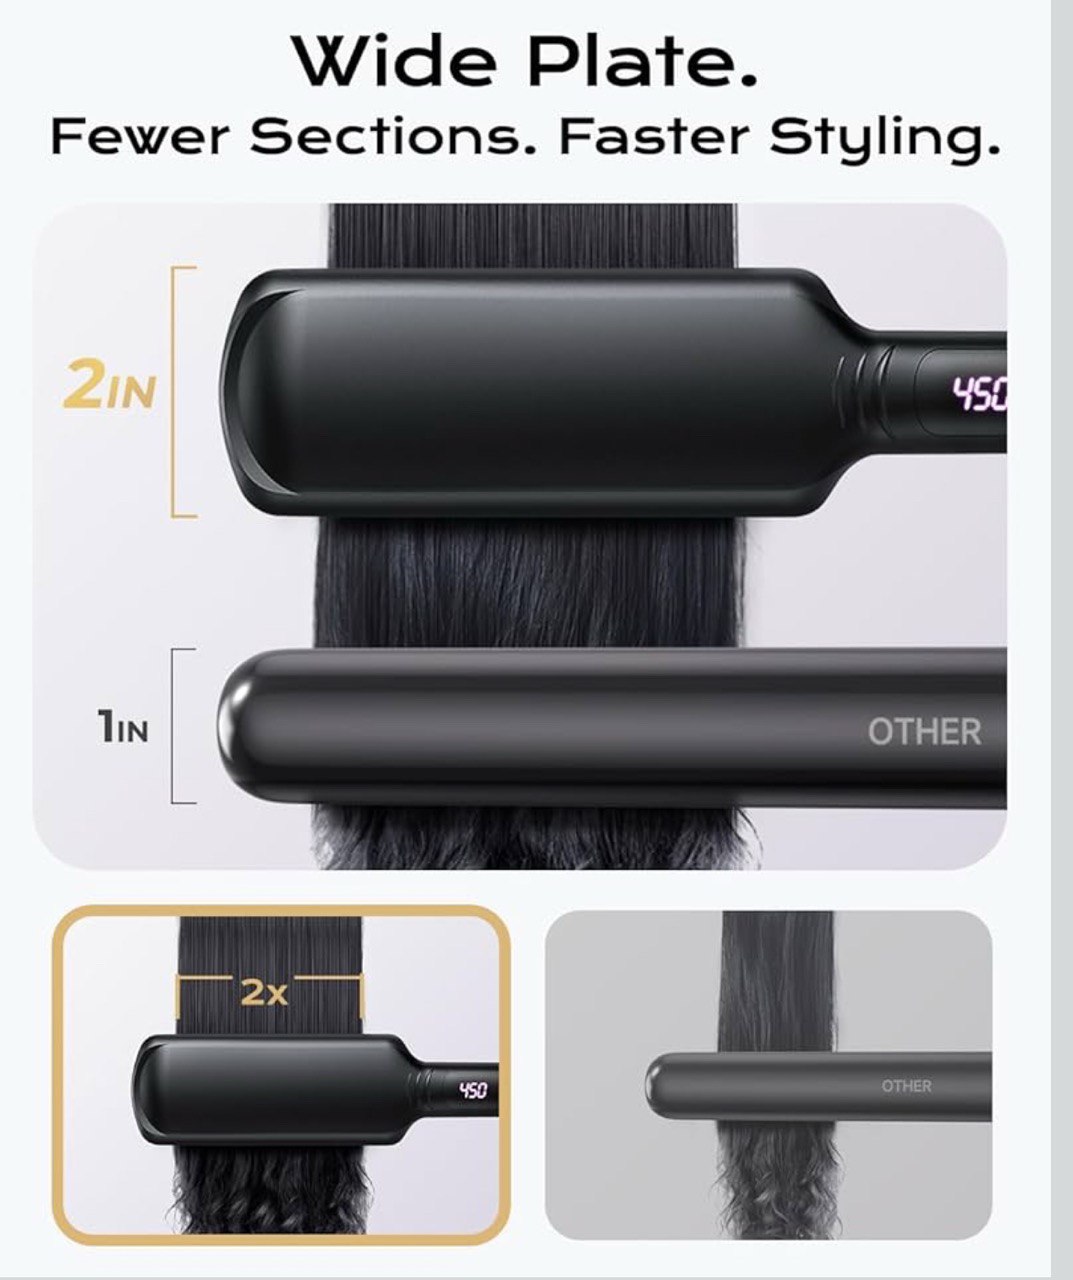 Wide Plate.
Fewer Sections. Faster Styling.
2IN
450
1IN
OTHER
2x
450
OTHER